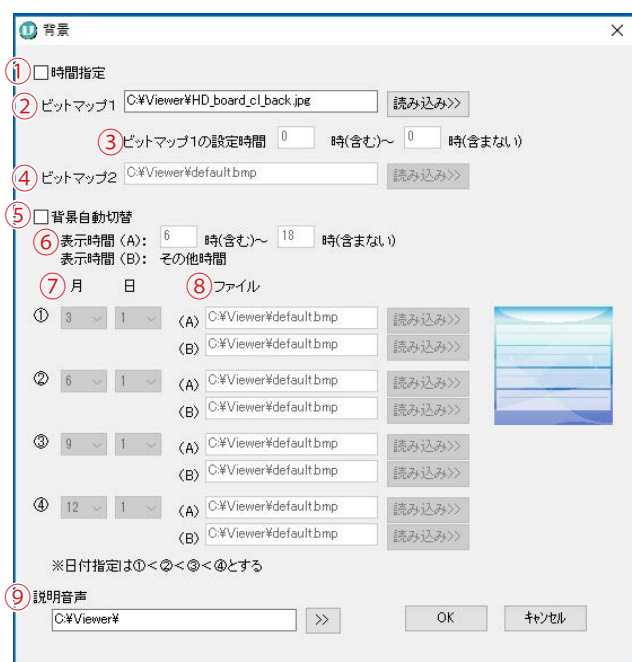 背景
① 時間指定
② ビットマップ1 C:¥Viewer¥HD_board_cl_back.jpg 読み込み>>
③ ビットマップ1の設定時間 0 時(含む)~ 0 時(含まない)
④ ビットマップ2 C:¥Viewer¥default.bmp 読み込み>>
⑤ 背景自動切替
⑥ 表示時間(A): 6 時(含む)~ 18 時(含まない)
表示時間(B): その他時間
⑦ 月 日 ⑧ ファイル
① 3 1 (A) C:¥Viewer¥default.bmp 読み込み>>
(B) C:¥Viewer¥default.bmp 読み込み>>
② 6 1 (A) C:¥Viewer¥default.bmp 読み込み>>
(B) C:¥Viewer¥default.bmp 読み込み>>
③ 9 1 (A) C:¥Viewer¥default.bmp 読み込み>>
(B) C:¥Viewer¥default.bmp 読み込み>>
④ 12 1 (A) C:¥Viewer¥default.bmp 読み込み>>
(B) C:¥Viewer¥default.bmp 読み込み>>
※日付指定は①<②<③<④とする
⑨ 説明音声
C:¥Viewer¥ >> OK キャンセル